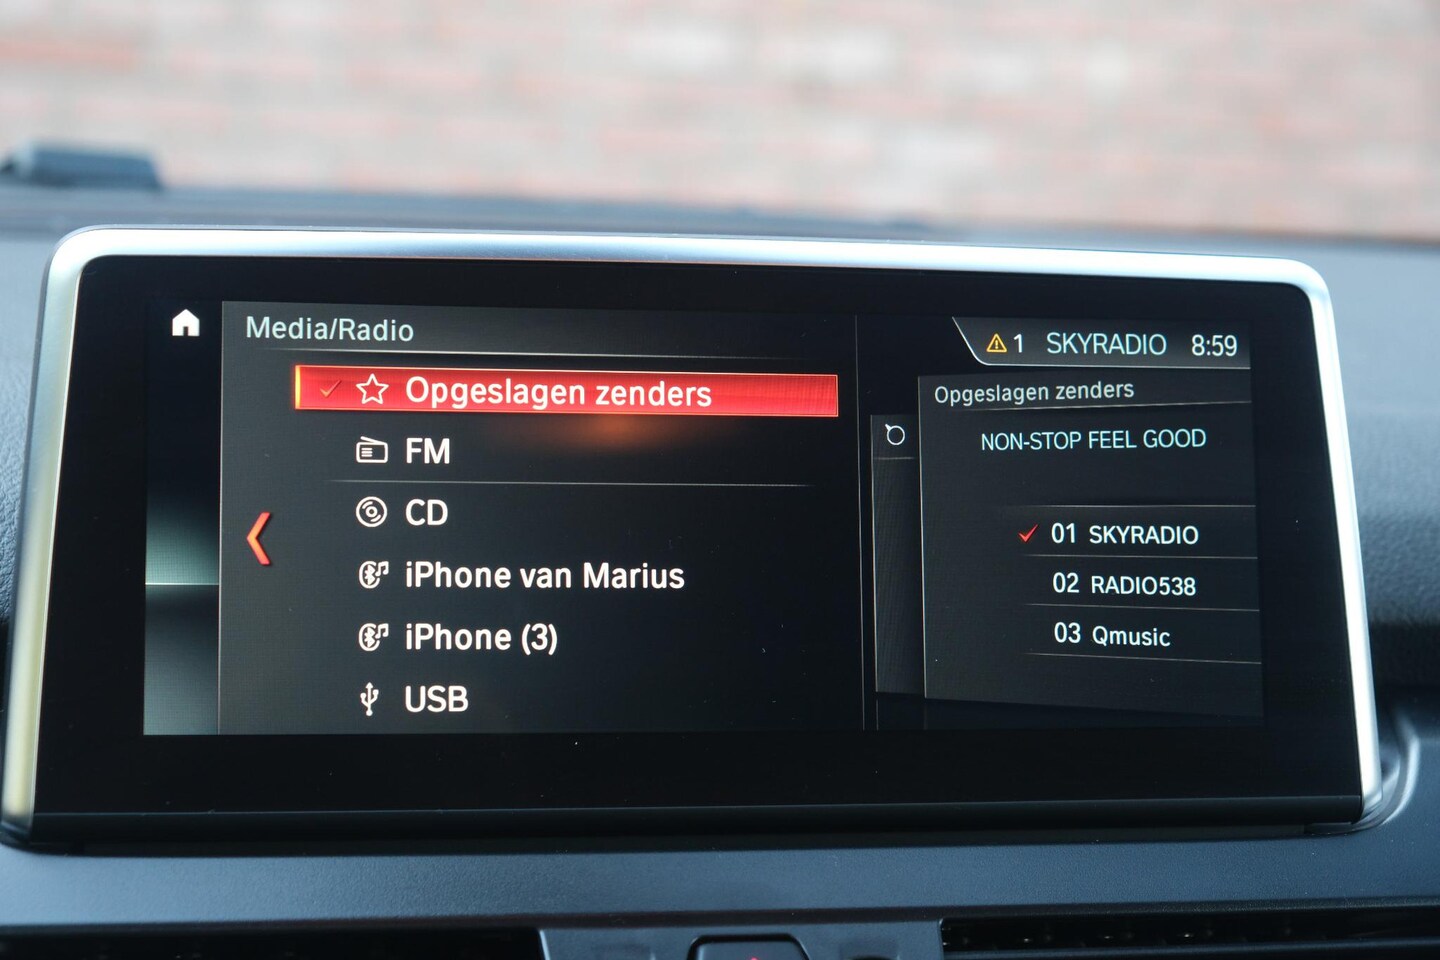 Media/Radio
Opgeslagen zenders
FM
CD
iPhone van Marius
iPhone (3)
USB
1 SKYRADIO 8:59
Opgeslagen zenders
NON-STOP FEEL GOOD
01 SKYRADIO
02 RADIO538
03 Qmusic